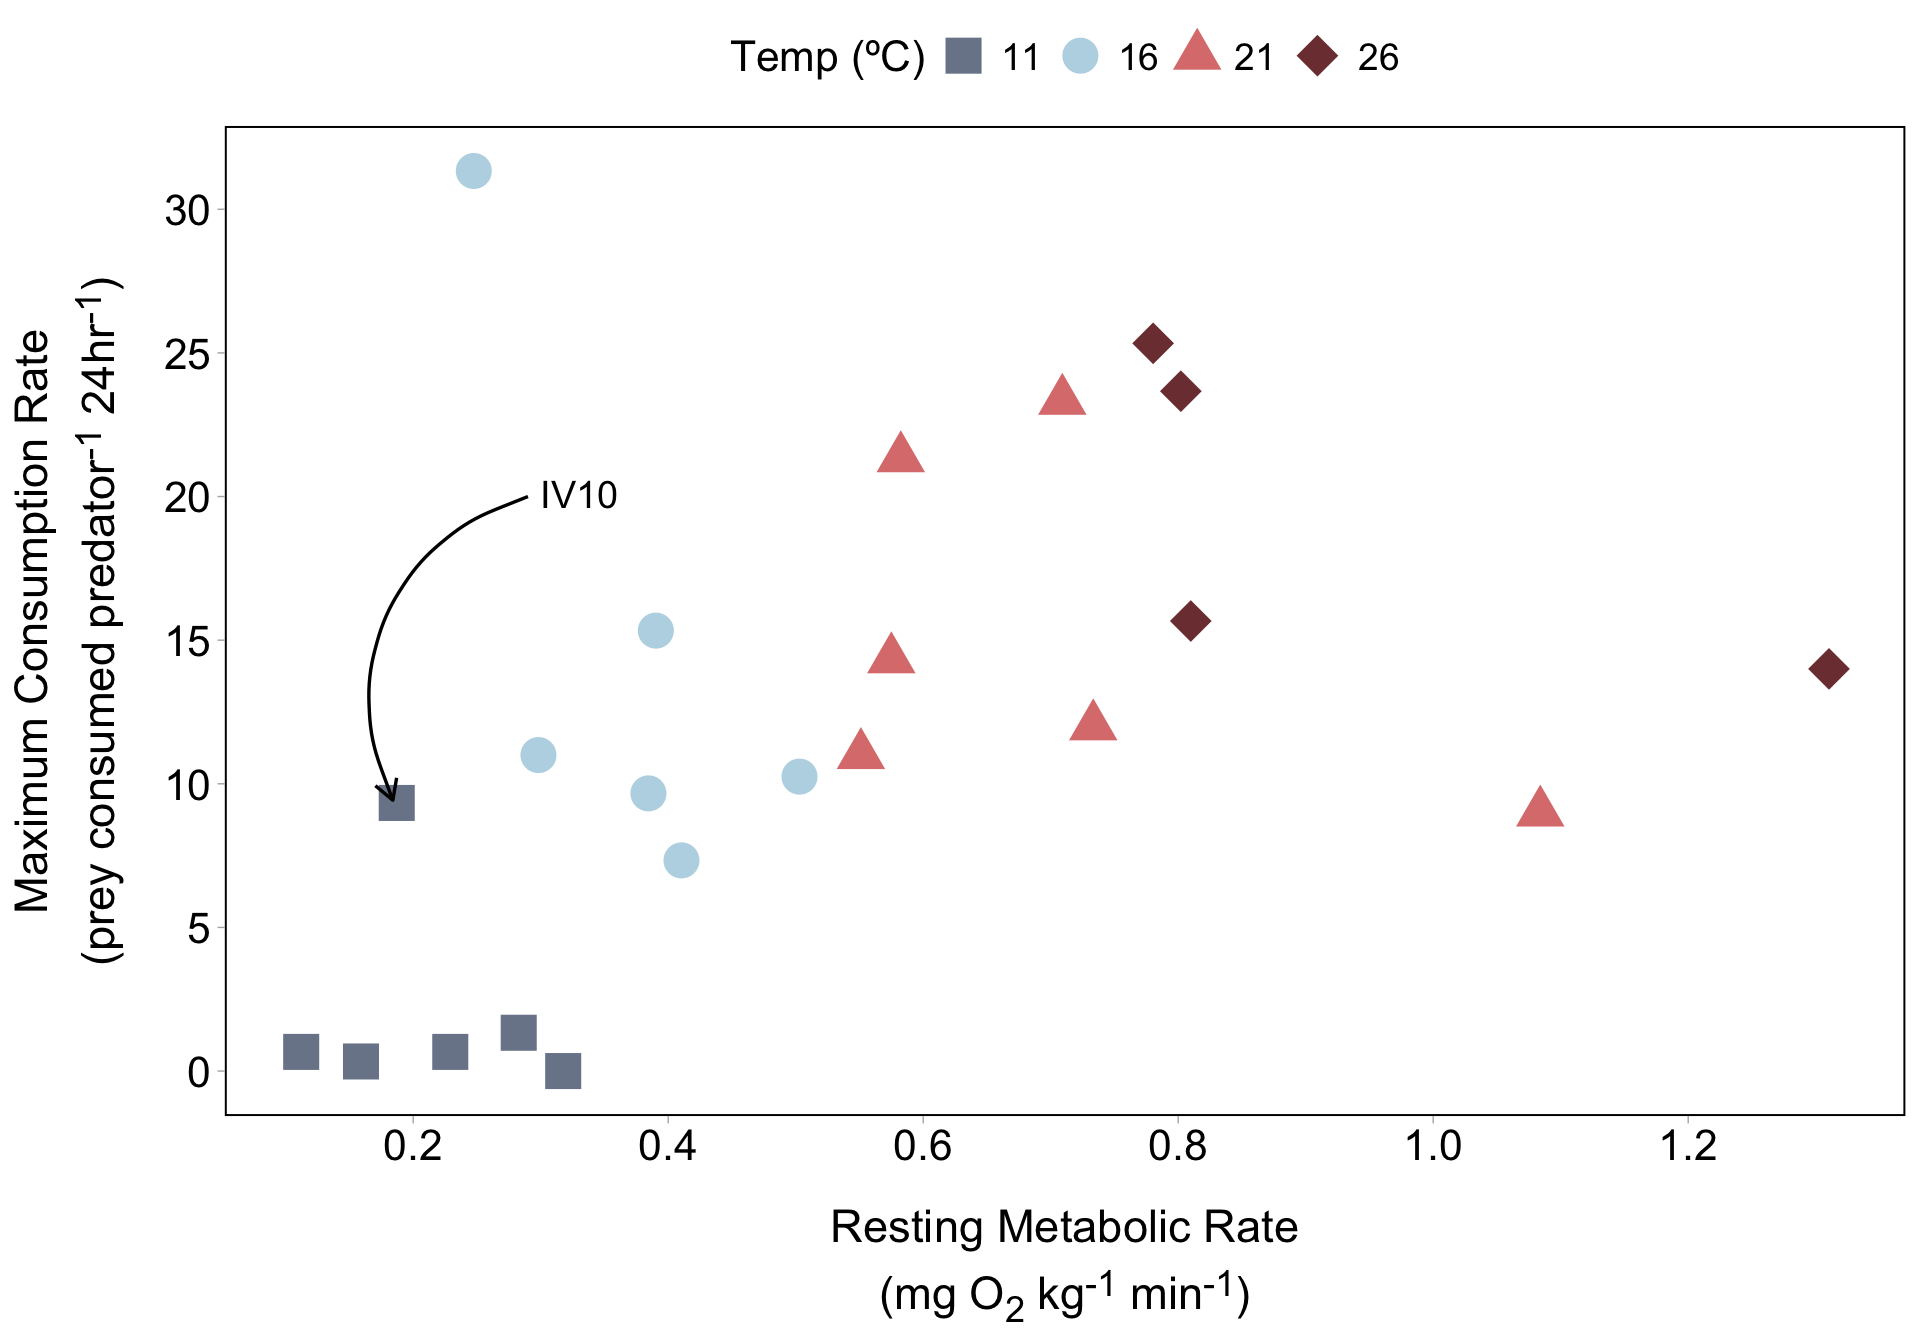 Temp (ºC) 11 16 21 26
Maximum Consumption Rate
(prey consumed predator⁻¹ 24hr⁻¹)
30
25
20
15
10
5
0
IV10
0.2 0.4 0.6 0.8 1.0 1.2
Resting Metabolic Rate
(mg O₂ kg⁻¹ min⁻¹)